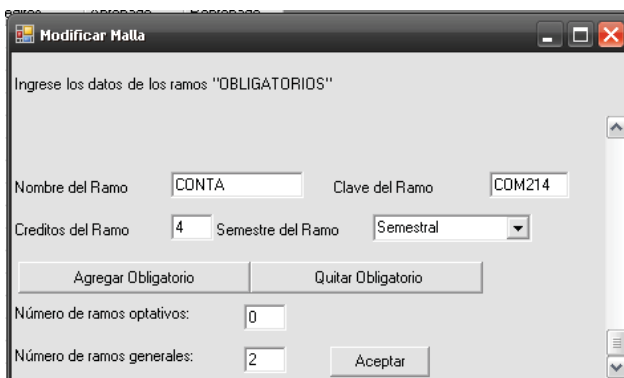 Modificar Malla
Ingrese los datos de los ramos "OBLIGATORIOS"
Nombre del Ramo CONTA Clave del Ramo COM214
Creditos del Ramo 4 Semestre del Ramo Semestral
Agregar Obligatorio Quitar Obligatorio
Número de ramos optativos: 0
Número de ramos generales: 2 Aceptar